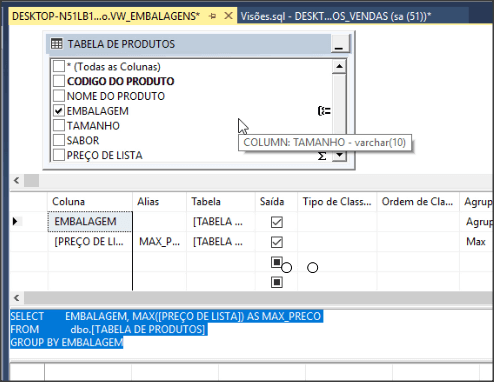 DESKTOP-N51LB1...o.VW_EMBALAGENS*
Visões.sql - DESKT...OS_VENDAS (sa (51))*
TABELA DE PRODUTOS
* (Todas as Colunas)
CODIGO DO PRODUTO
NOME DO PRODUTO
EMBALAGEM
TAMANHO
SABOR
PREÇO DE LISTA
COLUMN: TAMANHO - varchar(10)
Coluna Alias Tabela Saída Tipo de Class... Ordem de Cla... Agrup
EMBALAGEM [TABELA ... Agrup
[PREÇO DE LI... MAX_P... [TABELA ... Max
SELECT EMBALAGEM, MAX([PREÇO DE LISTA]) AS MAX_PRECO
FROM dbo.[TABELA DE PRODUTOS]
GROUP BY EMBALAGEM